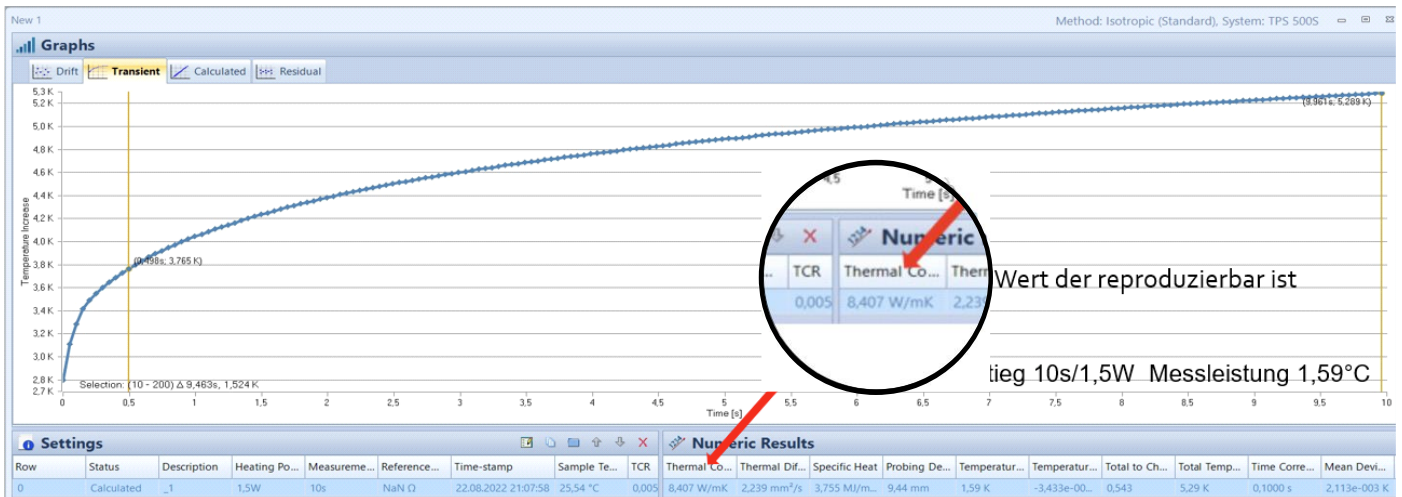 New 1 Method: Isotropic (Standard), System: TPS 500S
Graphs
Drift Transient Calculated Residual
5,3 K
5,2 K
5,0 K
4,8 K
4,6 K
4,4 K
4,2 K
4,0 K
3,8 K
3,6 K
3,4 K
3,2 K
3,0 K
2,8 K
2,7 K
Temperature Increase
(9,961s; 5,289 K)
(0,498s; 3,765 K)
Selection: (10 - 200) Δ 9,463s, 1,524 K
4,5
Time [s]
Numeric
TCR Thermal Co... Therm
0,005 8,407 W/mK 2,239
Wert der reproduzierbar ist
tieg 10s/1,5W Messleistung 1,59°C
0 0,5 1 1,5 2 2,5 3 3,5 4 4,5 5 5,5 6 6,5 7 7,5 8 8,5 9 9,5 10
Time [s]
Settings Numeric Results
Row Status Description Heating Po... Measureme... Reference... Time-stamp Sample Te... TCR Thermal Co... Thermal Dif... Specific Heat Probing De... Temperatur... Temperatur... Total to Ch... Total Temp... Time Corre... Mean Devi...
0 Calculated _1 1,5W 10s NaN Ω 22.08.2022 21:07:58 25,54 °C 0,005 8,407 W/mK 2,239 mm²/s 3,755 MJ/m... 9,44 mm 1,59 K -3,433e-00... 0,543 5,29 K 0,1000 s 2,113e-003 K